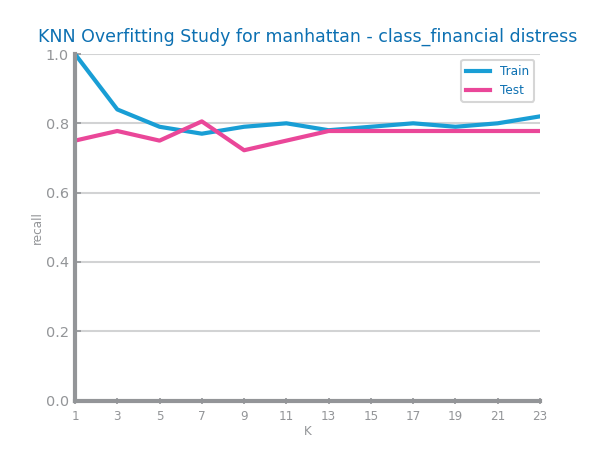 KNN Overfitting Study for manhattan - class_financial distress
1.0
0.8
0.6
0.4
0.2
0.0
recall
Train
Test
1 3 5 7 9 11 13 15 17 19 21 23
K